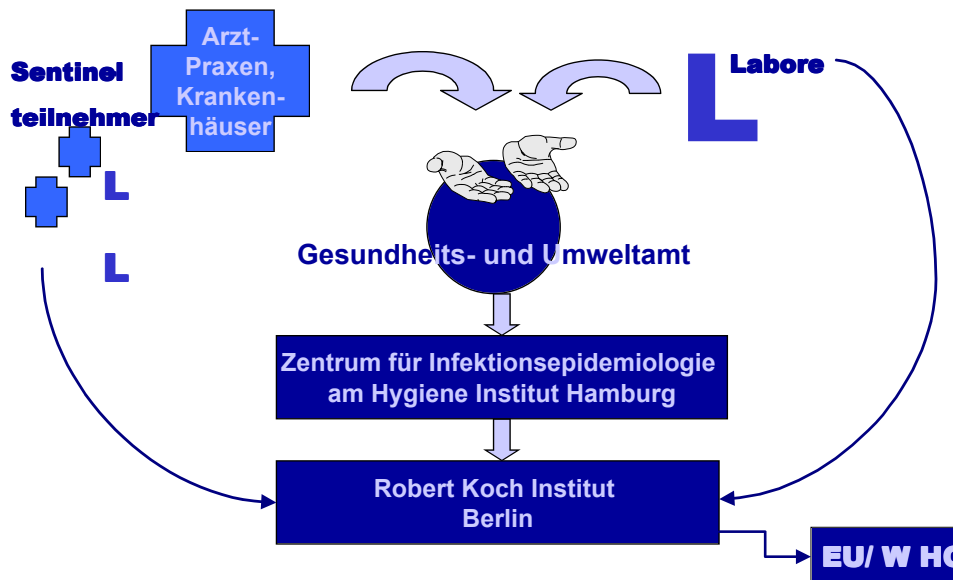 Arzt-
Praxen,
Kranken-
häuser
Sentinel
teilnehmer
Labore
L
L
L
Gesundheits- und Umweltamt
Zentrum für Infektionsepidemiologie
am Hygiene Institut Hamburg
Robert Koch Institut
Berlin
EU/ W HO